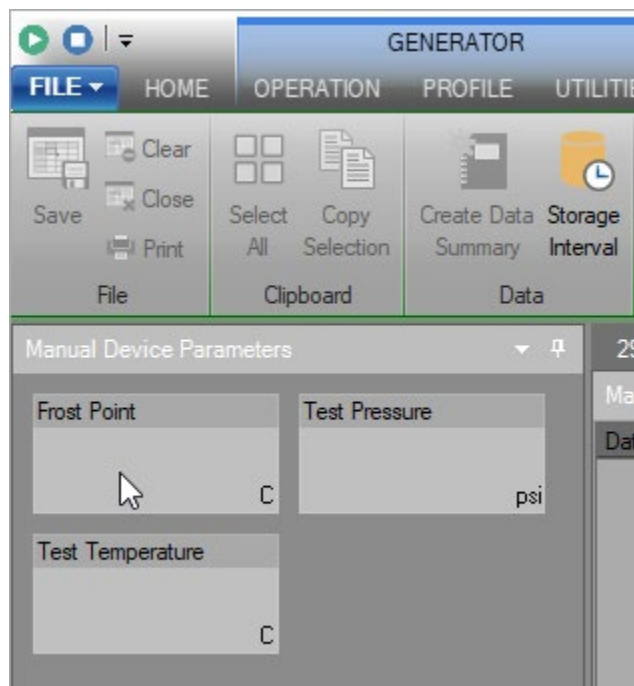 GENERATOR
FILE HOME OPERATION PROFILE
Save
Clear
Close
Print
File
Select
All
Copy
Selection
Clipboard
Create Data
Summary
Storage
Interval
Data
Manual Device Parameters
Frost Point
C
Test Pressure
psi
Test Temperature
C